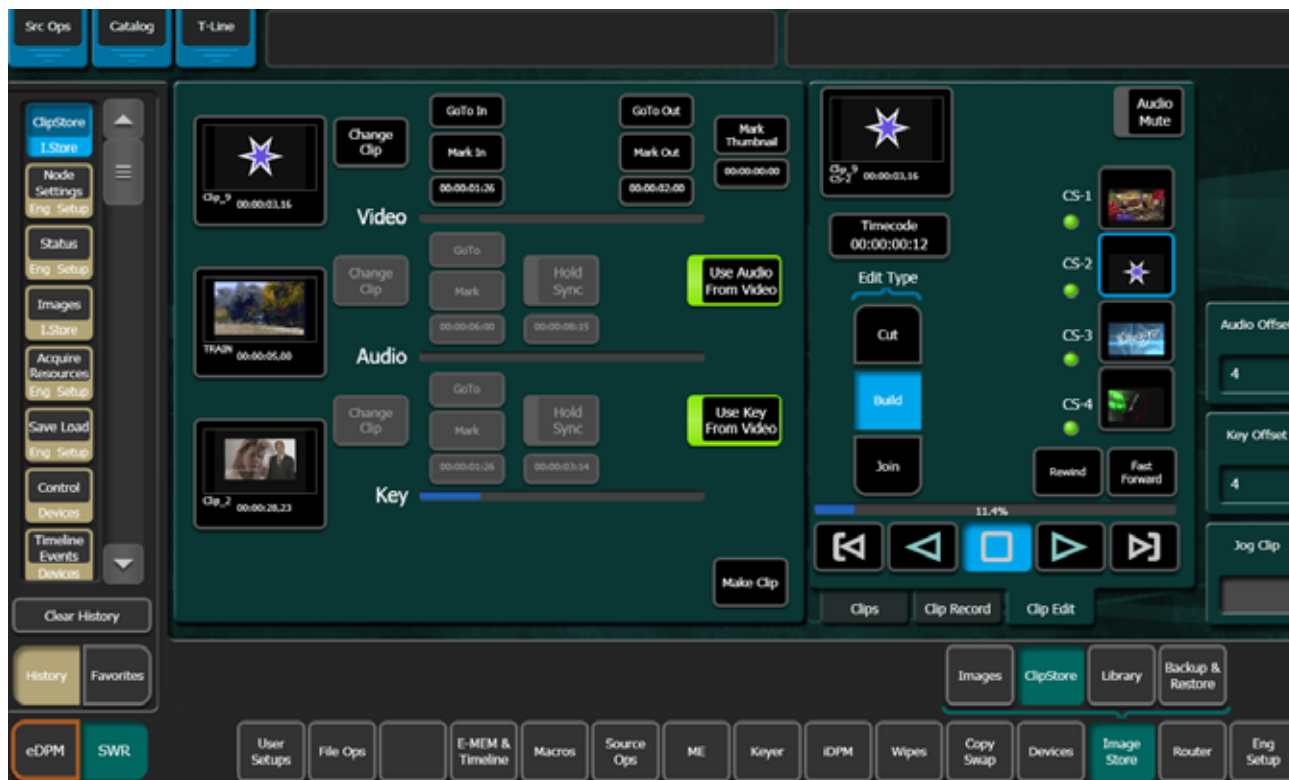 Src Ops
Catalog
T-Line
ClipStore
I.Store
Node
Settings
Eng Setup
Status
Eng Setup
Images
I.Store
Acquire
Resources
Eng Setup
Save Load
Eng Setup
Control
Devices
Timeline
Events
Devices
Clear History
History
Favorites
eDPM
SWR
Clip_9 00:00:03,16
Change
Clip
GoTo In
Mark In
00:00:01:26
GoTo Out
Mark Out
00:00:02:00
Mark
Thumbnail
00:00:00:00
Video
TRAIN 00:00:05,00
Change
Clip
GoTo
Mark
00:00:06:00
Hold
Sync
00:00:08:15
Use Audio
From Video
Audio
Clip_2 00:00:28,23
Change
Clip
GoTo
Mark
00:00:01:26
Hold
Sync
00:00:03:14
Use Key
From Video
Key
Make Clip
Clip_9
CS-2 00:00:03,16
Audio
Mute
Timecode
00:00:00:12
Edit Type
Cut
Build
Join
CS-1
CS-2
CS-3
CS-4
Rewind
Fast
Forward
11.4%
Clips
Clip Record
Clip Edit
Audio Offset
4
Key Offset
4
Jog Clip
Images
ClipStore
Library
Backup &
Restore
User
Setups
File Ops
E-MEM &
Timeline
Macros
Source
Ops
ME
Keyer
iDPM
Wipes
Copy
Swap
Devices
Image
Store
Router
Eng
Setup